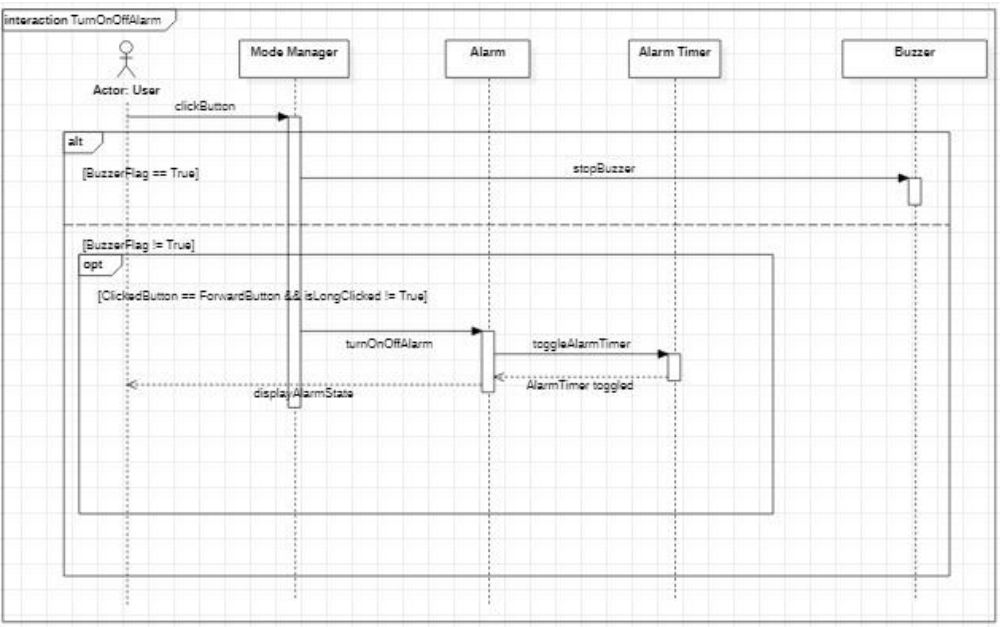 interaction TurnOnOffAlarm
Mode Manager
Alarm
Alarm Timer
Buzzer
Actor: User
clickButton
alt
[BuzzerFlag == True]
stopBuzzer
[BuzzerFlag != True]
opt
[ClickedButton == ForwardButton && isLongClicked != True]
turnOnOffAlarm
toggleAlarmTimer
AlarmTimer toggled
displayAlarmState